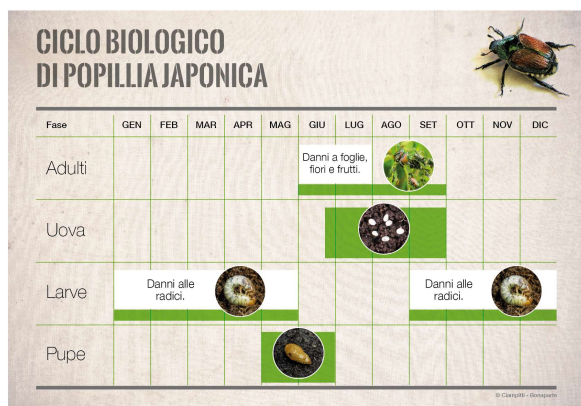 CICLO BIOLOGICO
DI POPILLIA JAPONICA
Fase GEN FEB MAR APR MAG GIU LUG AGO SET OTT NOV DIC
Adulti
Danni a foglie,
fiori e frutti.
Uova
Larve
Danni alle
radici.
Danni alle
radici.
Pupe
© Ciampitti - Bonaparte